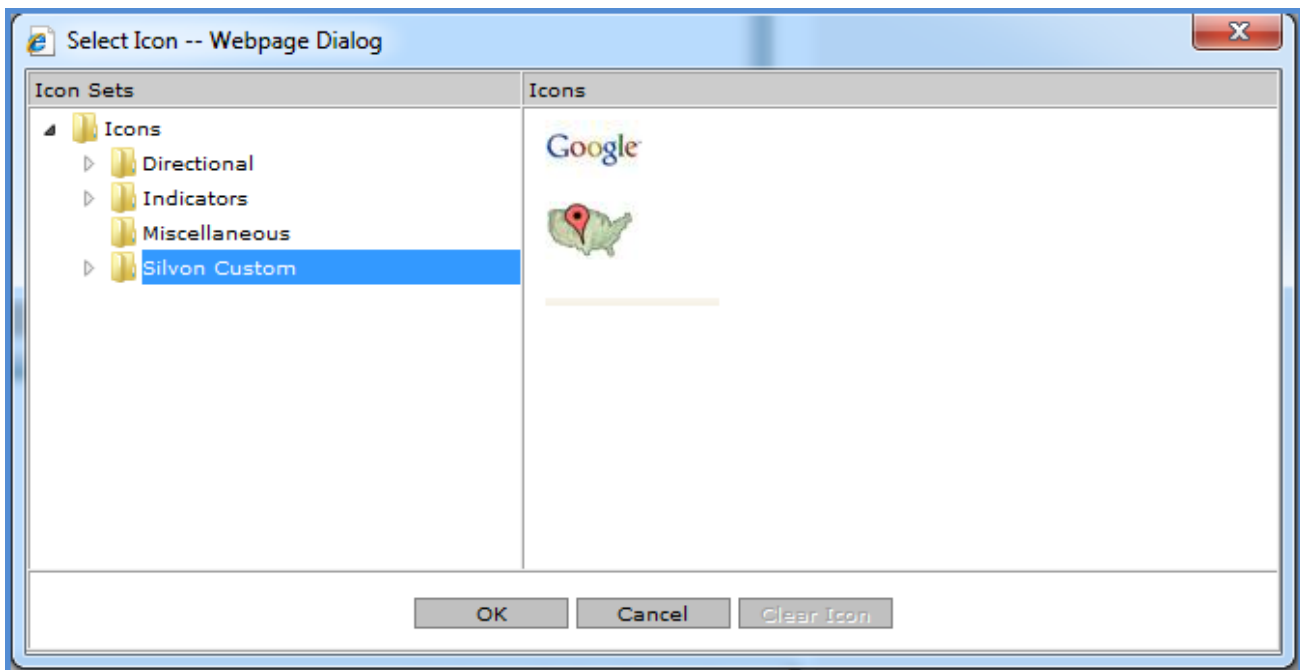 Select Icon -- Webpage Dialog
X
Icon Sets
Icons
Icons
Directional
Indicators
Miscellaneous
Silvon Custom
Google
OK
Cancel
Clear Icon